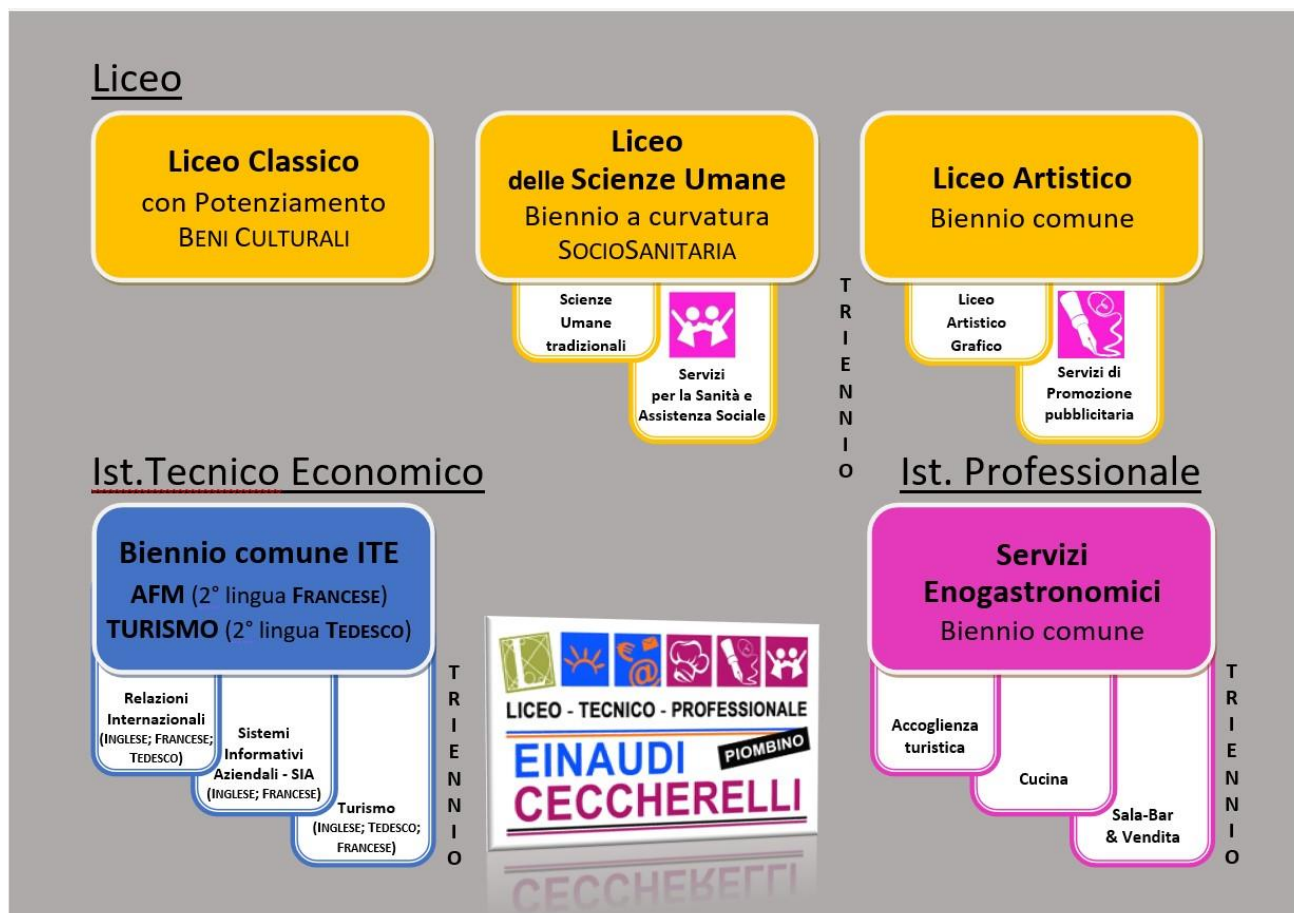 Liceo
Liceo Classico
con Potenziamento
BENI CULTURALI
Liceo
delle Scienze Umane
Biennio a curvatura
SOCIOSANITARIA
Scienze
Umane
tradizionali
Servizi
per la Sanità e
Assistenza Sociale
Liceo Artistico
Biennio comune
Liceo
Artistico
Grafico
Servizi di
Promozione
pubblicitaria
TRIENNIO
Ist.Tecnico Economico
Biennio comune ITE
AFM (2° lingua FRANCESE)
TURISMO (2° lingua TEDESCO)
Relazioni
Internazionali
(INGLESE; FRANCESE;
TEDESCO)
Sistemi
Informativi
Aziendali - SIA
(INGLESE; FRANCESE)
Turismo
(INGLESE; TEDESCO;
FRANCESE)
TRIENNIO
L @
LICEO - TECNICO - PROFESSIONALE
EINAUDI PIOMBINO
CECCHERELLI
Ist. Professionale
Servizi
Enogastronomici
Biennio comune
Accoglienza
turistica
Cucina
Sala-Bar
& Vendita
TRIENNIO